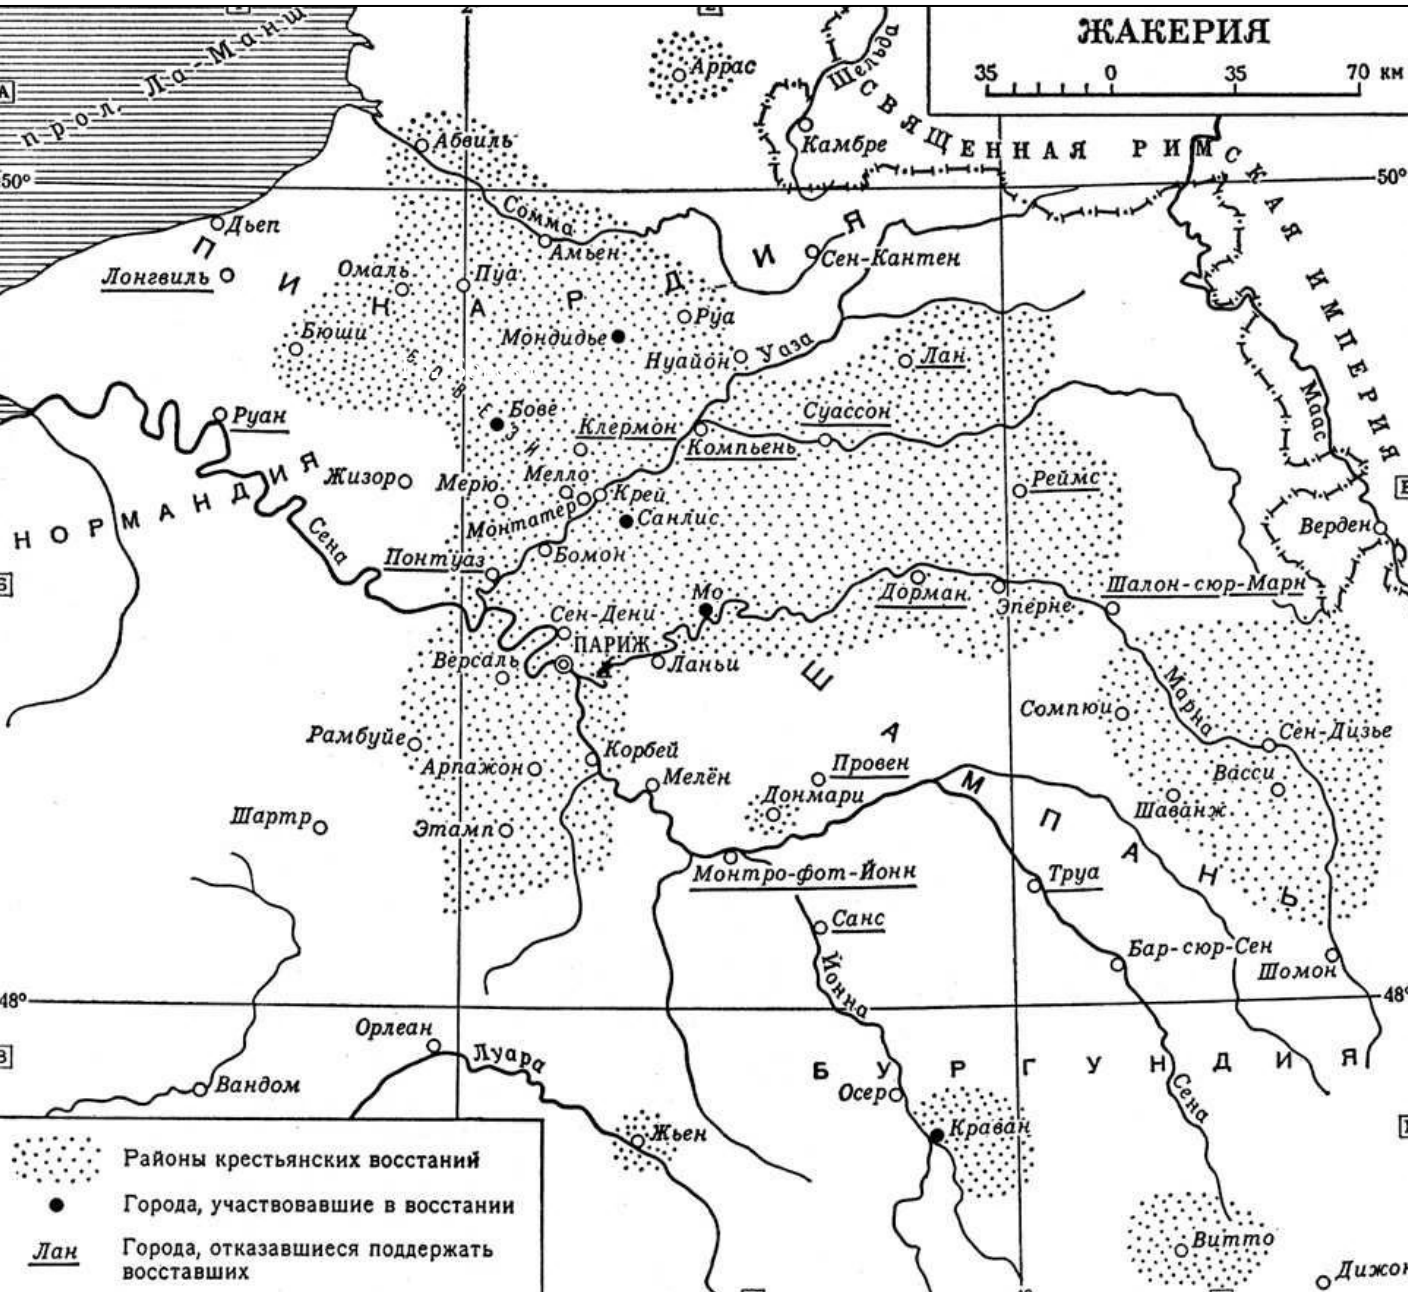 ЖАКЕРИЯ
35 0 35 70 км
2
А
прол. Ла-Манш
Аррас
Шельда
СВЯЩЕННАЯ РИМСКАЯ ИМПЕРИЯ
Абвиль
Камбре
50°
50°
Дьеп
Сомма
Амьен
Сен-Кантен
ПИКАРДИЯ
Лонгвиль
Омаль
Пуа
Руа
Мондидье
Бюши
Нуайон
Уаза
Лан
БОВЕЗИ
Маас
Руан
Бове
Клермон
Суассон
Компьень
НОРМАНДИЯ
Жизор
Мерю
Мелло
Крей
Реймс
Монтатер
Санлис
Сена
Верден
Понтуаз
Бомон
Б
Мо
Дорман
Эперне
Шалон-сюр-Марн
Сен-Дени
ПАРИЖ
Версаль
Ланьи
ШАМПАНЬ
Марна
Сомпюи
Рамбуйе
Корбей
Сен-Дизье
Арпажон
Мелён
Провен
Васси
Донмари
Шаванж
Шартр
Этамп
Монтро-фот-Йонн
Труа
Санс
Бар-сюр-Сен
Йонна
Шомон
48°
48°
Орлеан
Луара
В
БУРГУНДИЯ
Вандом
Осер
Сена
Жьен
Краван
Витто
Дижон
Районы крестьянских восстаний
Города, участвовавшие в восстании
Лан
Города, отказавшиеся поддержать
восставших